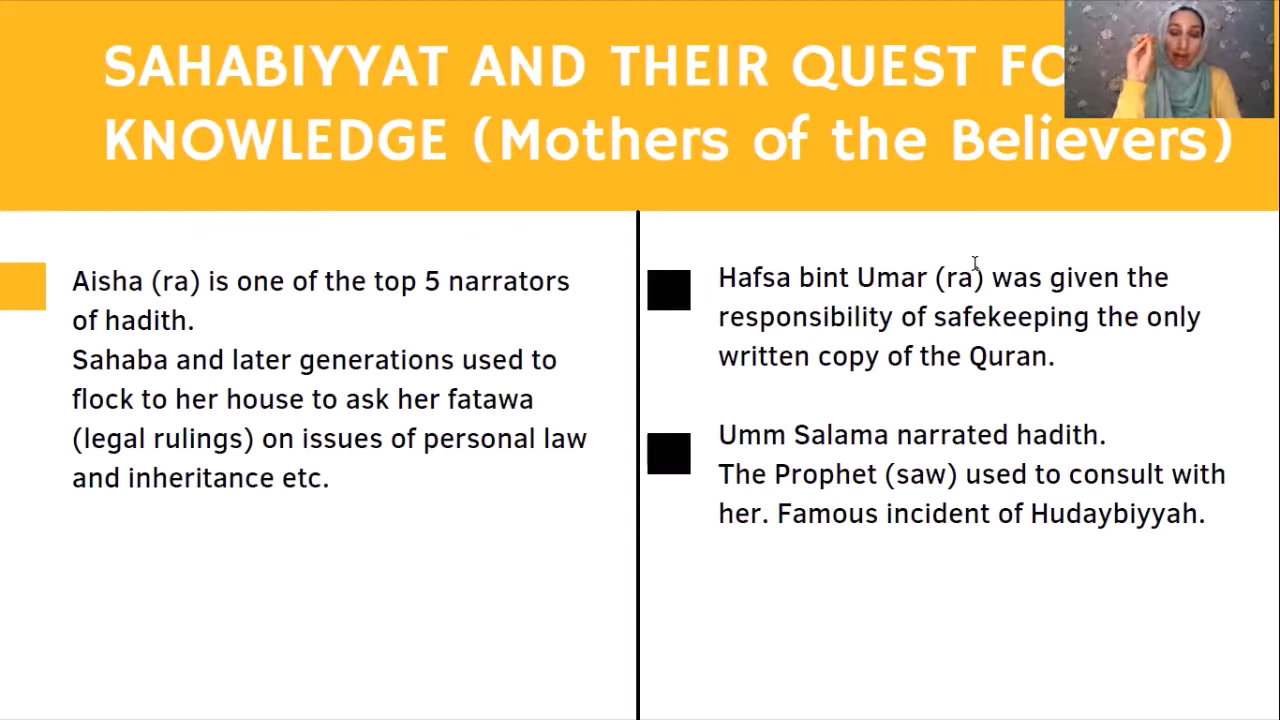 SAHABIYYAT AND THEIR QUEST FO
KNOWLEDGE (Mothers of the Believers)
Aisha (ra) is one of the top 5 narrators
of hadith.
Sahaba and later generations used to
flock to her house to ask her fatawa
(legal rulings) on issues of personal law
and inheritance etc.
Hafsa bint Umar (ra) was given the
responsibility of safekeeping the only
written copy of the Quran.
Umm Salama narrated hadith.
The Prophet (saw) used to consult with
her. Famous incident of Hudaybiyyah.